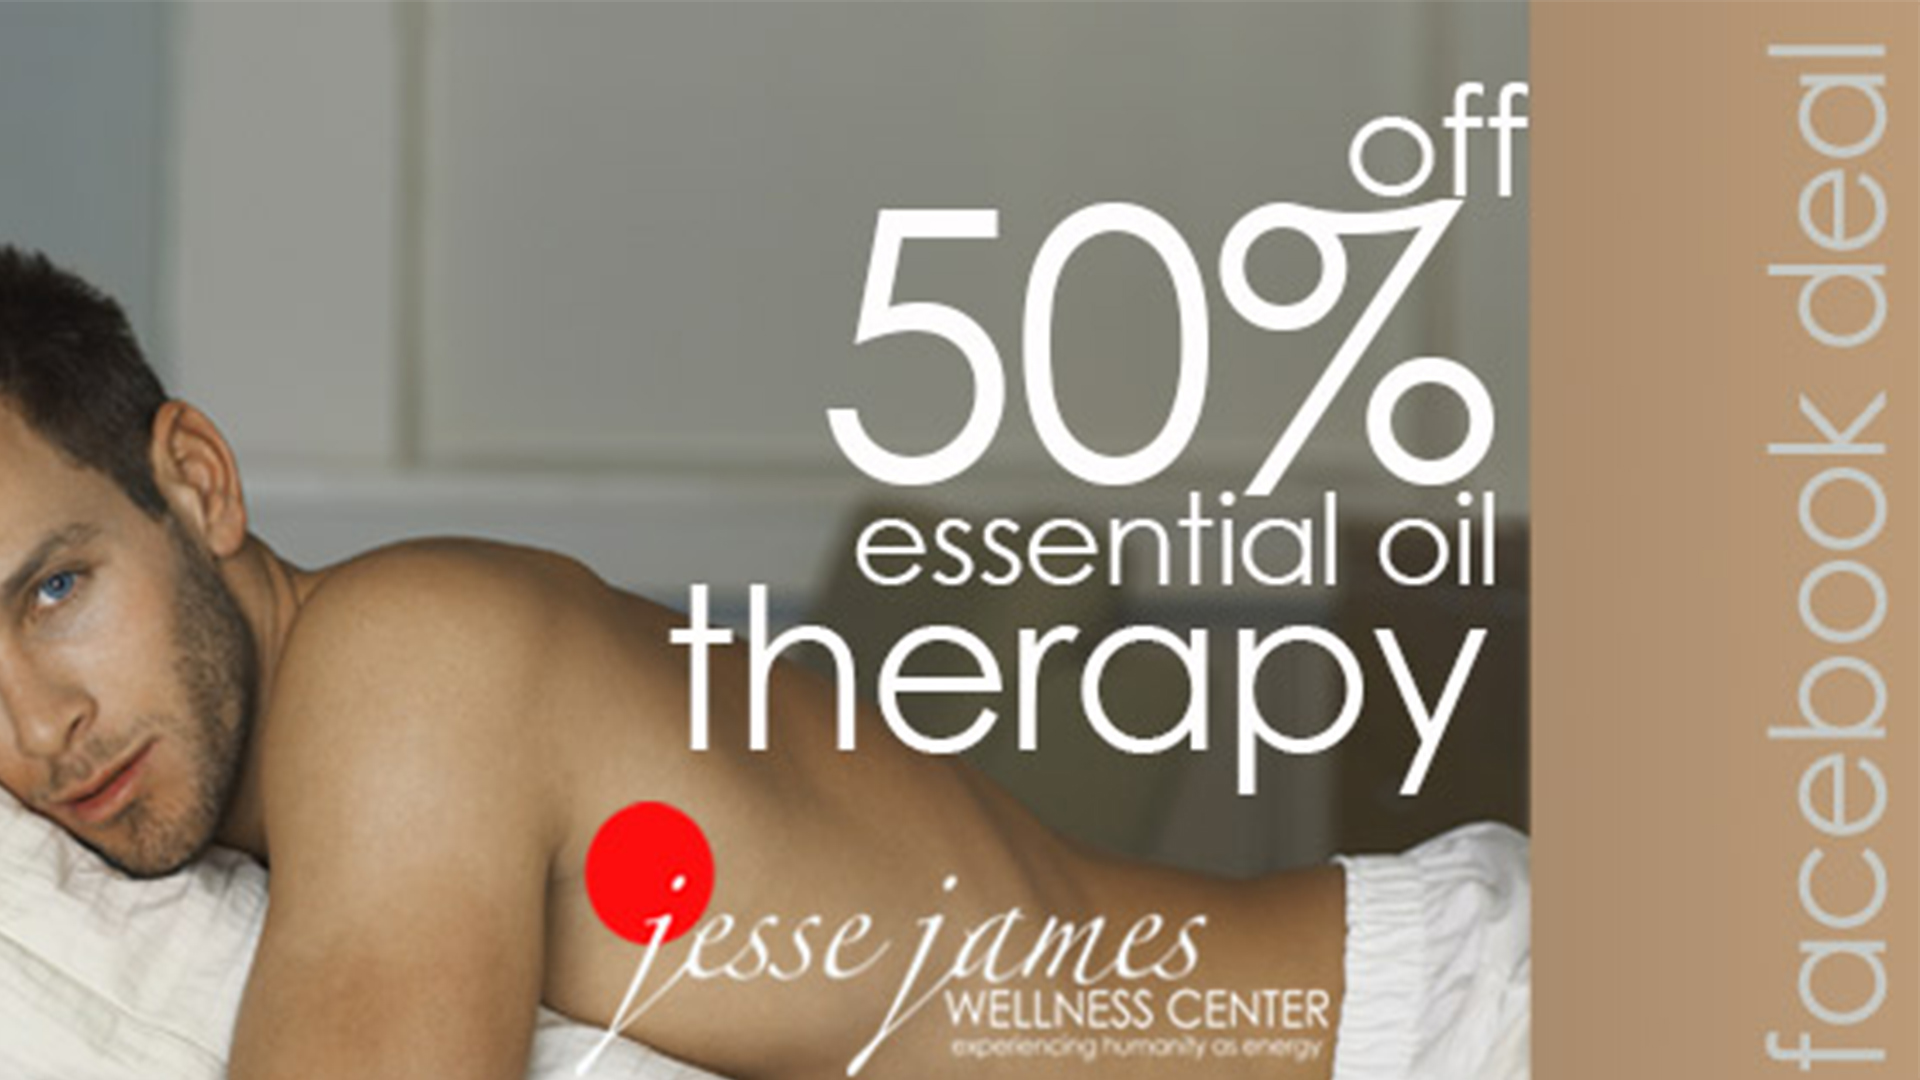 off
50%
essential oil
therapy
jesse james
WELLNESS CENTER
experiencing humanity as energy
facebook deal